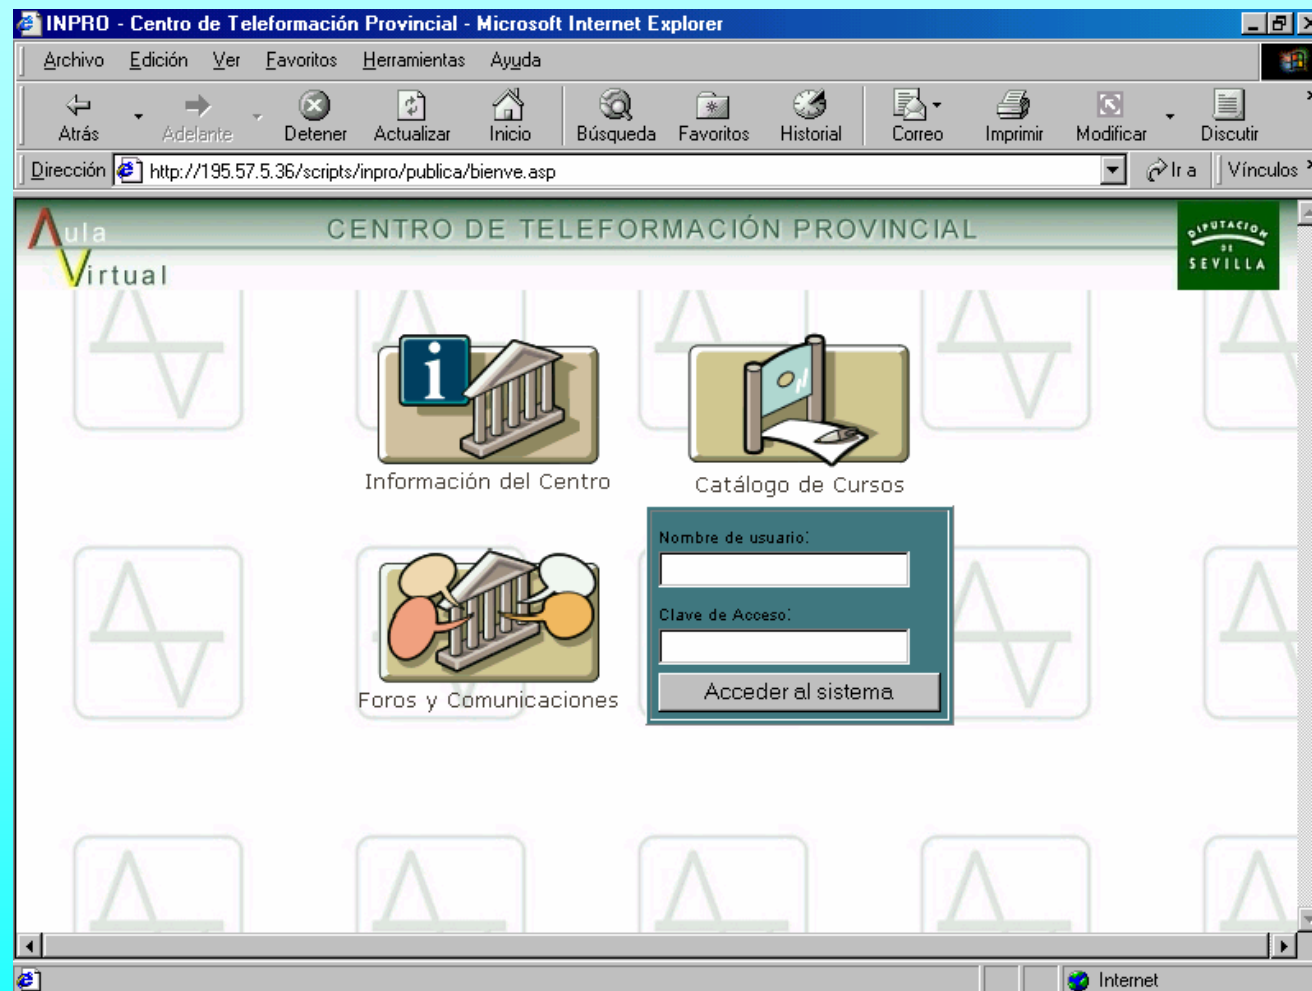 INPRO - Centro de Teleformación Provincial - Microsoft Internet Explorer
Archivo Edición Ver Favoritos Herramientas Ayuda
Atrás Adelante Detener Actualizar Inicio Búsqueda Favoritos Historial Correo Imprimir Modificar Discutir
Dirección http://195.57.5.36/scripts/inpro/publica/bienve.asp Ir a Vínculos
Aula
Virtual
CENTRO DE TELEFORMACIÓN PROVINCIAL
DIPUTACION
DE
SEVILLA
i
Información del Centro
Catálogo de Cursos
Foros y Comunicaciones
Nombre de usuario:
Clave de Acceso:
Acceder al sistema
Internet